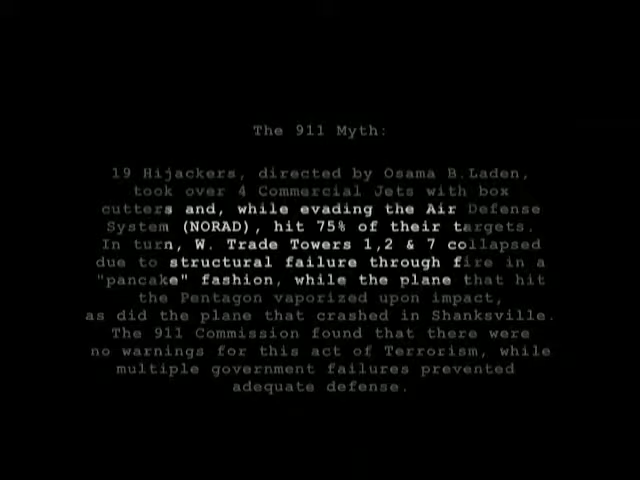 The 911 Myth:
19 Hijackers, directed by Osama B.Laden,
took over 4 Commercial Jets with box
cutters and, while evading the Air Defense
System (NORAD), hit 75% of their targets.
In turn, W. Trade Towers 1,2 & 7 collapsed
due to structural failure through fire in a
"pancake" fashion, while the plane that hit
the Pentagon vaporized upon impact,
as did the plane that crashed in Shanksville.
The 911 Commission found that there were
no warnings for this act of Terrorism, while
multiple government failures prevented
adequate defense.